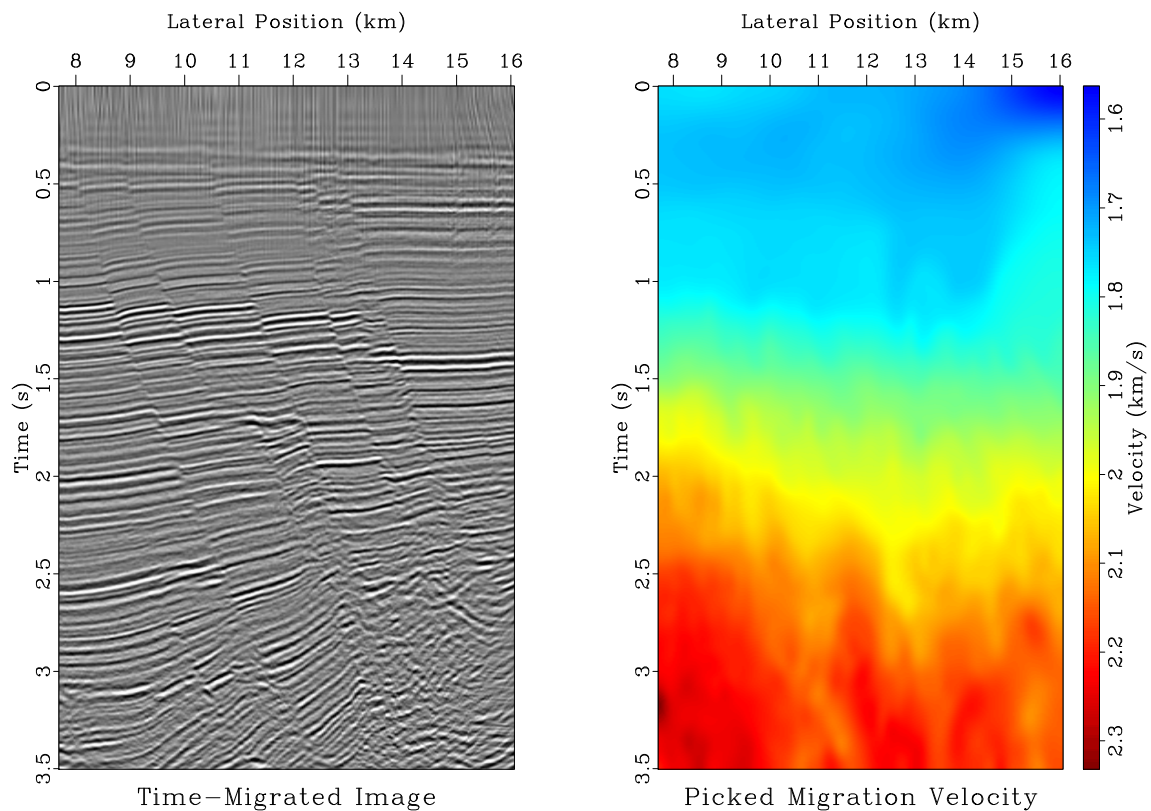 Lateral Position (km)
8 9 10 11 12 13 14 15 16
0
0.5
1
1.5
2
2.5
3
3.5
Time (s)
Time-Migrated Image
Lateral Position (km)
8 9 10 11 12 13 14 15 16
0
0.5
1
1.5
2
2.5
3
3.5
Time (s)
Picked Migration Velocity
1.6
1.7
1.8
1.9
2
2.1
2.2
2.3
Velocity (km/s)